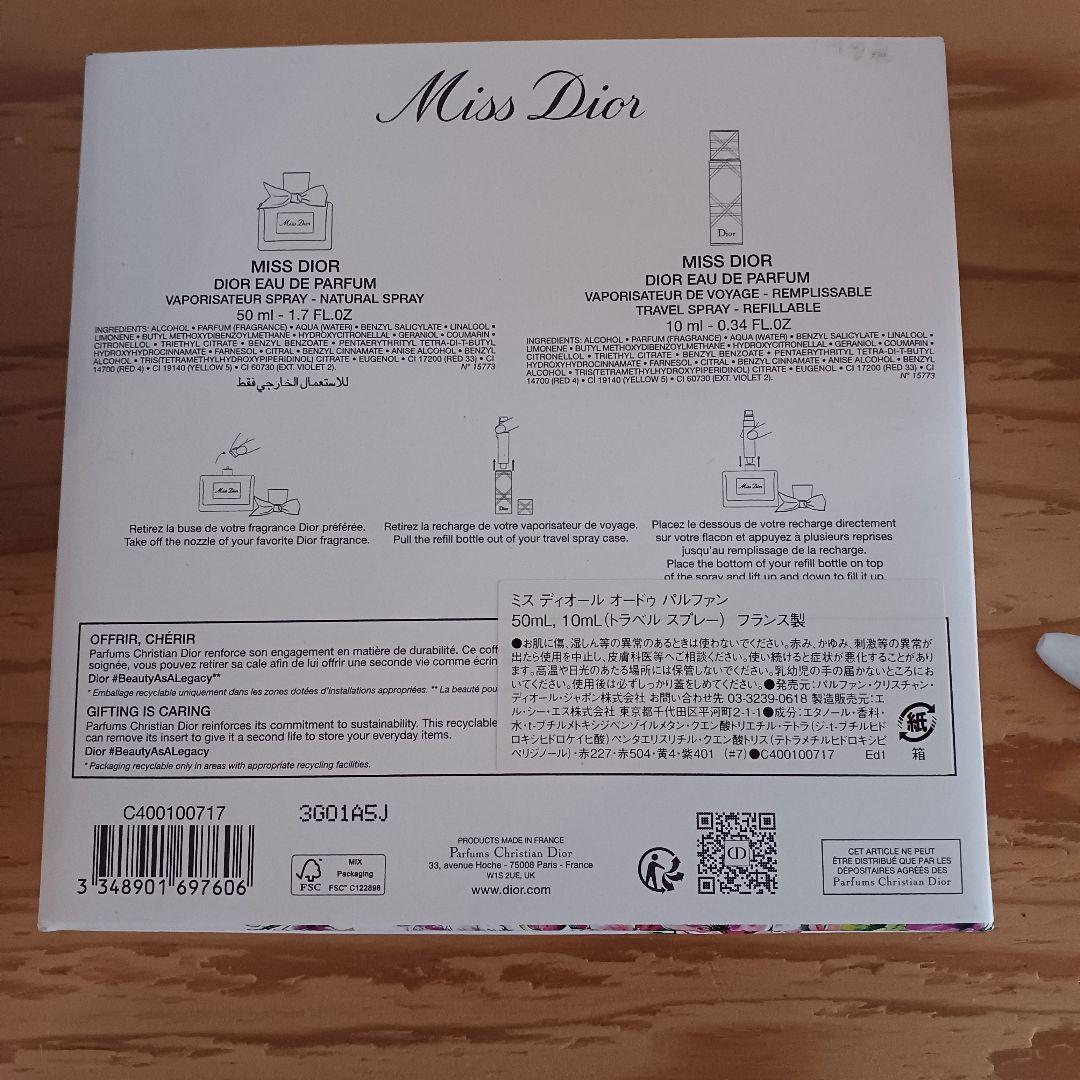 Miss Dior
Miss Dior
Dior
MISS DIOR
DIOR EAU DE PARFUM
VAPORISATEUR SPRAY - NATURAL SPRAY
50 ml - 1.7 FL.OZ
INGREDIENTS: ALCOHOL • PARFUM (FRAGRANCE) • AQUA (WATER) • BENZYL SALICYLATE • LINALOOL •
LIMONENE • BUTYL METHOXYDIBENZOYLMETHANE • HYDROXYCITRONELLAL • GERANIOL • COUMARIN •
CITRONELLOL • TRIETHYL CITRATE • BENZYL BENZOATE • PENTAERYTHRITYL TETRA-DI-T-BUTYL
HYDROXYHYDROCINNAMATE • FARNESOL • CITRAL • BENZYL CINNAMATE • ANISE ALCOHOL • BENZYL
ALCOHOL • TRIS(TETRAMETHYLHYDROXYPIPERIDINOL) CITRATE • EUGENOL • CI 17200 (RED 33) • CI
14700 (RED 4) • CI 19140 (YELLOW 5) • CI 60730 (EXT. VIOLET 2). N° 15773
للاستعمال الخارجي فقط
MISS DIOR
DIOR EAU DE PARFUM
VAPORISATEUR DE VOYAGE - REMPLISSABLE
TRAVEL SPRAY - REFILLABLE
10 ml - 0.34 FL.OZ
INGREDIENTS: ALCOHOL • PARFUM (FRAGRANCE) • AQUA (WATER) • BENZYL SALICYLATE • LINALOOL •
LIMONENE • BUTYL METHOXYDIBENZOYLMETHANE • HYDROXYCITRONELLAL • GERANIOL • COUMARIN •
CITRONELLOL • TRIETHYL CITRATE • BENZYL BENZOATE • PENTAERYTHRITYL TETRA-DI-T-BUTYL
HYDROXYHYDROCINNAMATE • FARNESOL • CITRAL • BENZYL CINNAMATE • ANISE ALCOHOL • BENZYL
ALCOHOL • TRIS(TETRAMETHYLHYDROXYPIPERIDINOL) CITRATE • EUGENOL • CI 17200 (RED 33) • CI
14700 (RED 4) • CI 19140 (YELLOW 5) • CI 60730 (EXT. VIOLET 2). N° 15773
Miss Dior
Dior
Miss Dior
Retirez la buse de votre fragrance Dior préférée.
Take off the nozzle of your favorite Dior fragrance.
Retirez la recharge de votre vaporisateur de voyage.
Pull the refill bottle out of your travel spray case.
Placez le dessous de votre recharge directement
sur votre flacon et appuyez à plusieurs reprises
jusqu'au remplissage de la recharge.
Place the bottom of your refill bottle on top
of the spray and lift up and down to fill it up.
OFFRIR, CHÉRIR
Parfums Christian Dior renforce son engagement en matière de durabilité. Ce coff
soignée, vous pouvez retirer sa cale afin de lui offrir une seconde vie comme écrin
Dior #BeautyAsALegacy**
* Emballage recyclable uniquement dans les zones dotées d'installations appropriées. ** La beauté pou
GIFTING IS CARING
Parfums Christian Dior reinforces its commitment to sustainability. This recyclable
can remove its insert to give it a second life to store your everyday items.
Dior #BeautyAsALegacy
* Packaging recyclable only in areas with appropriate recycling facilities.
ミス ディオール オードゥ パルファン
50mL, 10mL(トラベル スプレー) フランス製
●お肌に傷、湿しん等の異常のあるときは使わないでください。赤み、かゆみ、刺激等の異常が
出たら使用を中止し、皮膚科医等へご相談ください。使い続けると症状が悪化することがあり
ます。高温や日光のあたる場所には保管しないでください。乳幼児の手の届かないところにお
いてください。使用後は必ずしっかり蓋をしめてください。●発売元:パルファン・クリスチャン・
ディオール・ジャポン株式会社 お問い合わせ先 03-3239-0618 製造販売元:エ
ル・シー・エス株式会社 東京都千代田区平河町2-1-1●成分:エタノール・香料・
水・t-ブチルメトキシジベンゾイルメタン・クエン酸トリエチル・テトラ(ジ-t-ブチルヒド
ロキシヒドロケイヒ酸)ペンタエリスリチル・クエン酸トリス(テトラメチルヒドロキシピ
ペリジノール)・赤227・赤504・黄4・紫401 (#7)●C400100717 Ed1
紙
箱
C400100717
3 348901 697606
3G01A5J
FSC
MIX
Packaging
FSC™ C122898
PRODUCTS MADE IN FRANCE
Parfums Christian Dior
33, avenue Hoche - 75008 Paris - France
W1S 2UE, UK
www.dior.com
CD
CET ARTICLE NE PEUT
ÊTRE DISTRIBUÉ QUE PAR LES
DÉPOSITAIRES AGRÉÉS DES
Parfums Christian Dior